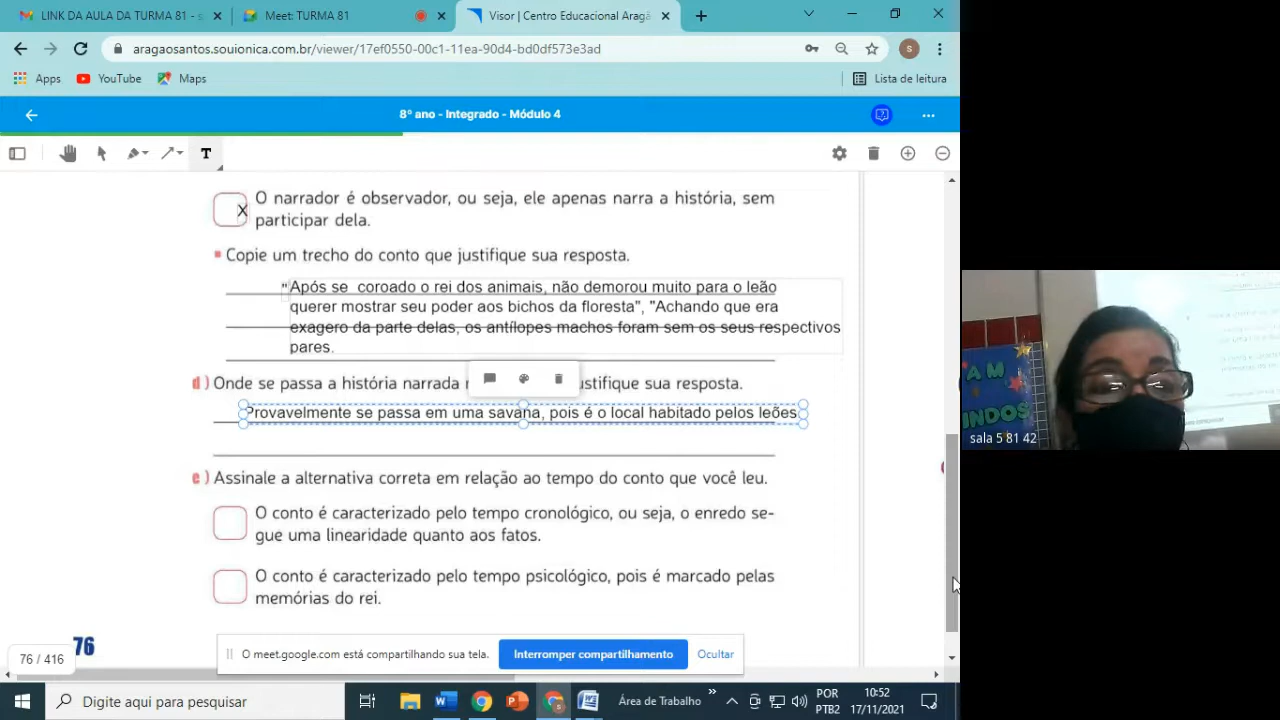 LINK DA AULA DA TURMA 81 - s
Meet: TURMA 81
Visor | Centro Educacional Aragã
aragaosantos.souionica.com.br/viewer/17ef0550-00c1-11ea-90d4-bd0df573e3ad
s
Apps
YouTube
Maps
Lista de leitura
8º ano - Integrado - Módulo 4
T
O narrador é observador, ou seja, ele apenas narra a história, sem
X
participar dela.
Copie um trecho do conto que justifique sua resposta.
"Após se coroado o rei dos animais, não demorou muito para o leão
querer mostrar seu poder aos bichos da floresta", "Achando que era
exagero da parte delas, os antílopes machos foram sem os seus respectivos
pares.
d) Onde se passa a história narrada ustifique sua resposta.
Provavelmente se passa em uma savana, pois é o local habitado pelos leões
e) Assinale a alternativa correta em relação ao tempo do conto que você leu.
O conto é caracterizado pelo tempo cronológico, ou seja, o enredo se-
gue uma linearidade quanto aos fatos.
O conto é caracterizado pelo tempo psicológico, pois é marcado pelas
memórias do rei.
76
76 / 416
O meet.google.com está compartilhando sua tela.
Interromper compartilhamento
Ocultar
Digite aqui para pesquisar
Área de Trabalho
POR
PTB2
10:52
17/11/2021
AM
INDOS
sala 5 81 42